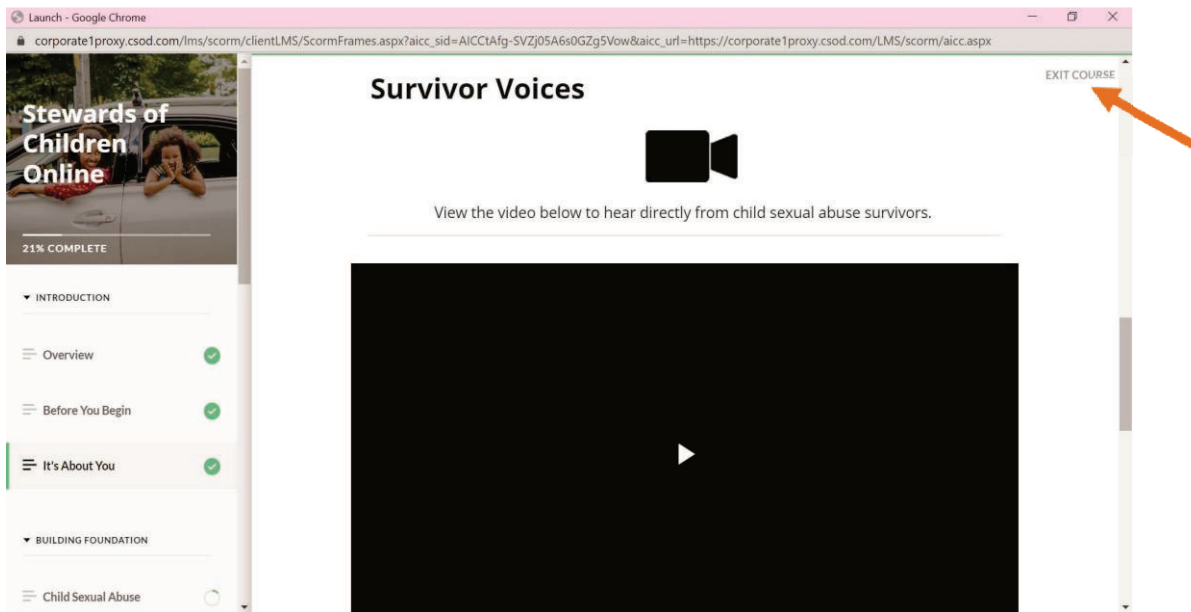 Launch - Google Chrome
corporate1proxy.csod.com/lms/scorm/clientLMS/ScormFrames.aspx?aicc_sid=AICCtAfg-SVZj05A6s0GZg5Vow&aicc_url=https://corporate1proxy.csod.com/LMS/scorm/aicc.aspx
Stewards of
Children
Online
21% COMPLETE
INTRODUCTION
Overview
Before You Begin
It's About You
BUILDING FOUNDATION
Child Sexual Abuse
EXIT COURSE
Survivor Voices
View the video below to hear directly from child sexual abuse survivors.